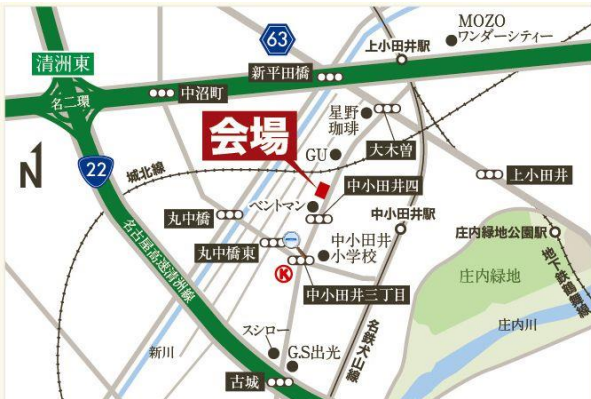 MOZO
ワンダーシティー
63
上小田井駅
清洲東
新平田橋
名二環
中沼町
星野
珈琲
大木曽
会場
GU
N
22
城北線
中小田井四
上小田井
ベントマン
丸中橋
中小田井駅
庄内緑地公園駅
丸中橋東
中小田井
小学校
K
中小田井三丁目
庄内緑地
地下鉄鶴舞線
名古屋高速清洲線
名鉄犬山線
庄内川
新川
スシロー
G.S出光
古城